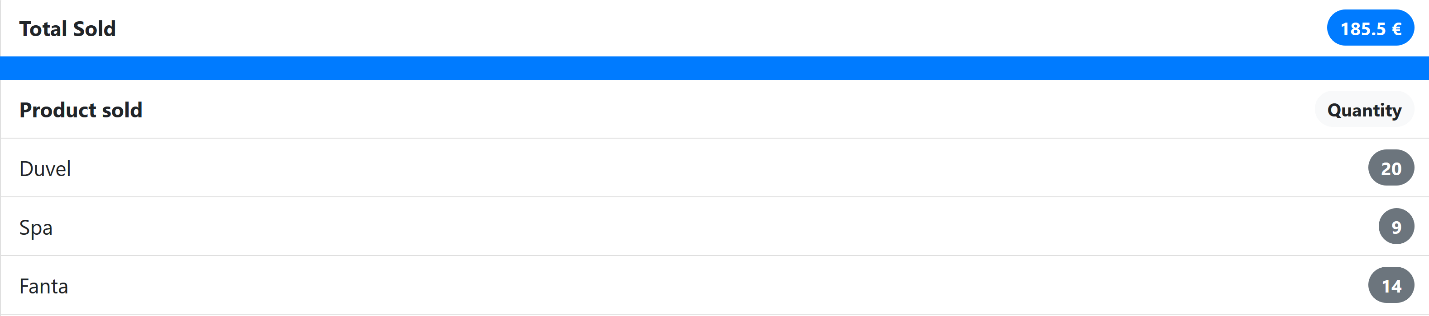 Total Sold 185.5 €
Product sold Quantity
Duvel 20
Spa 9
Fanta 14